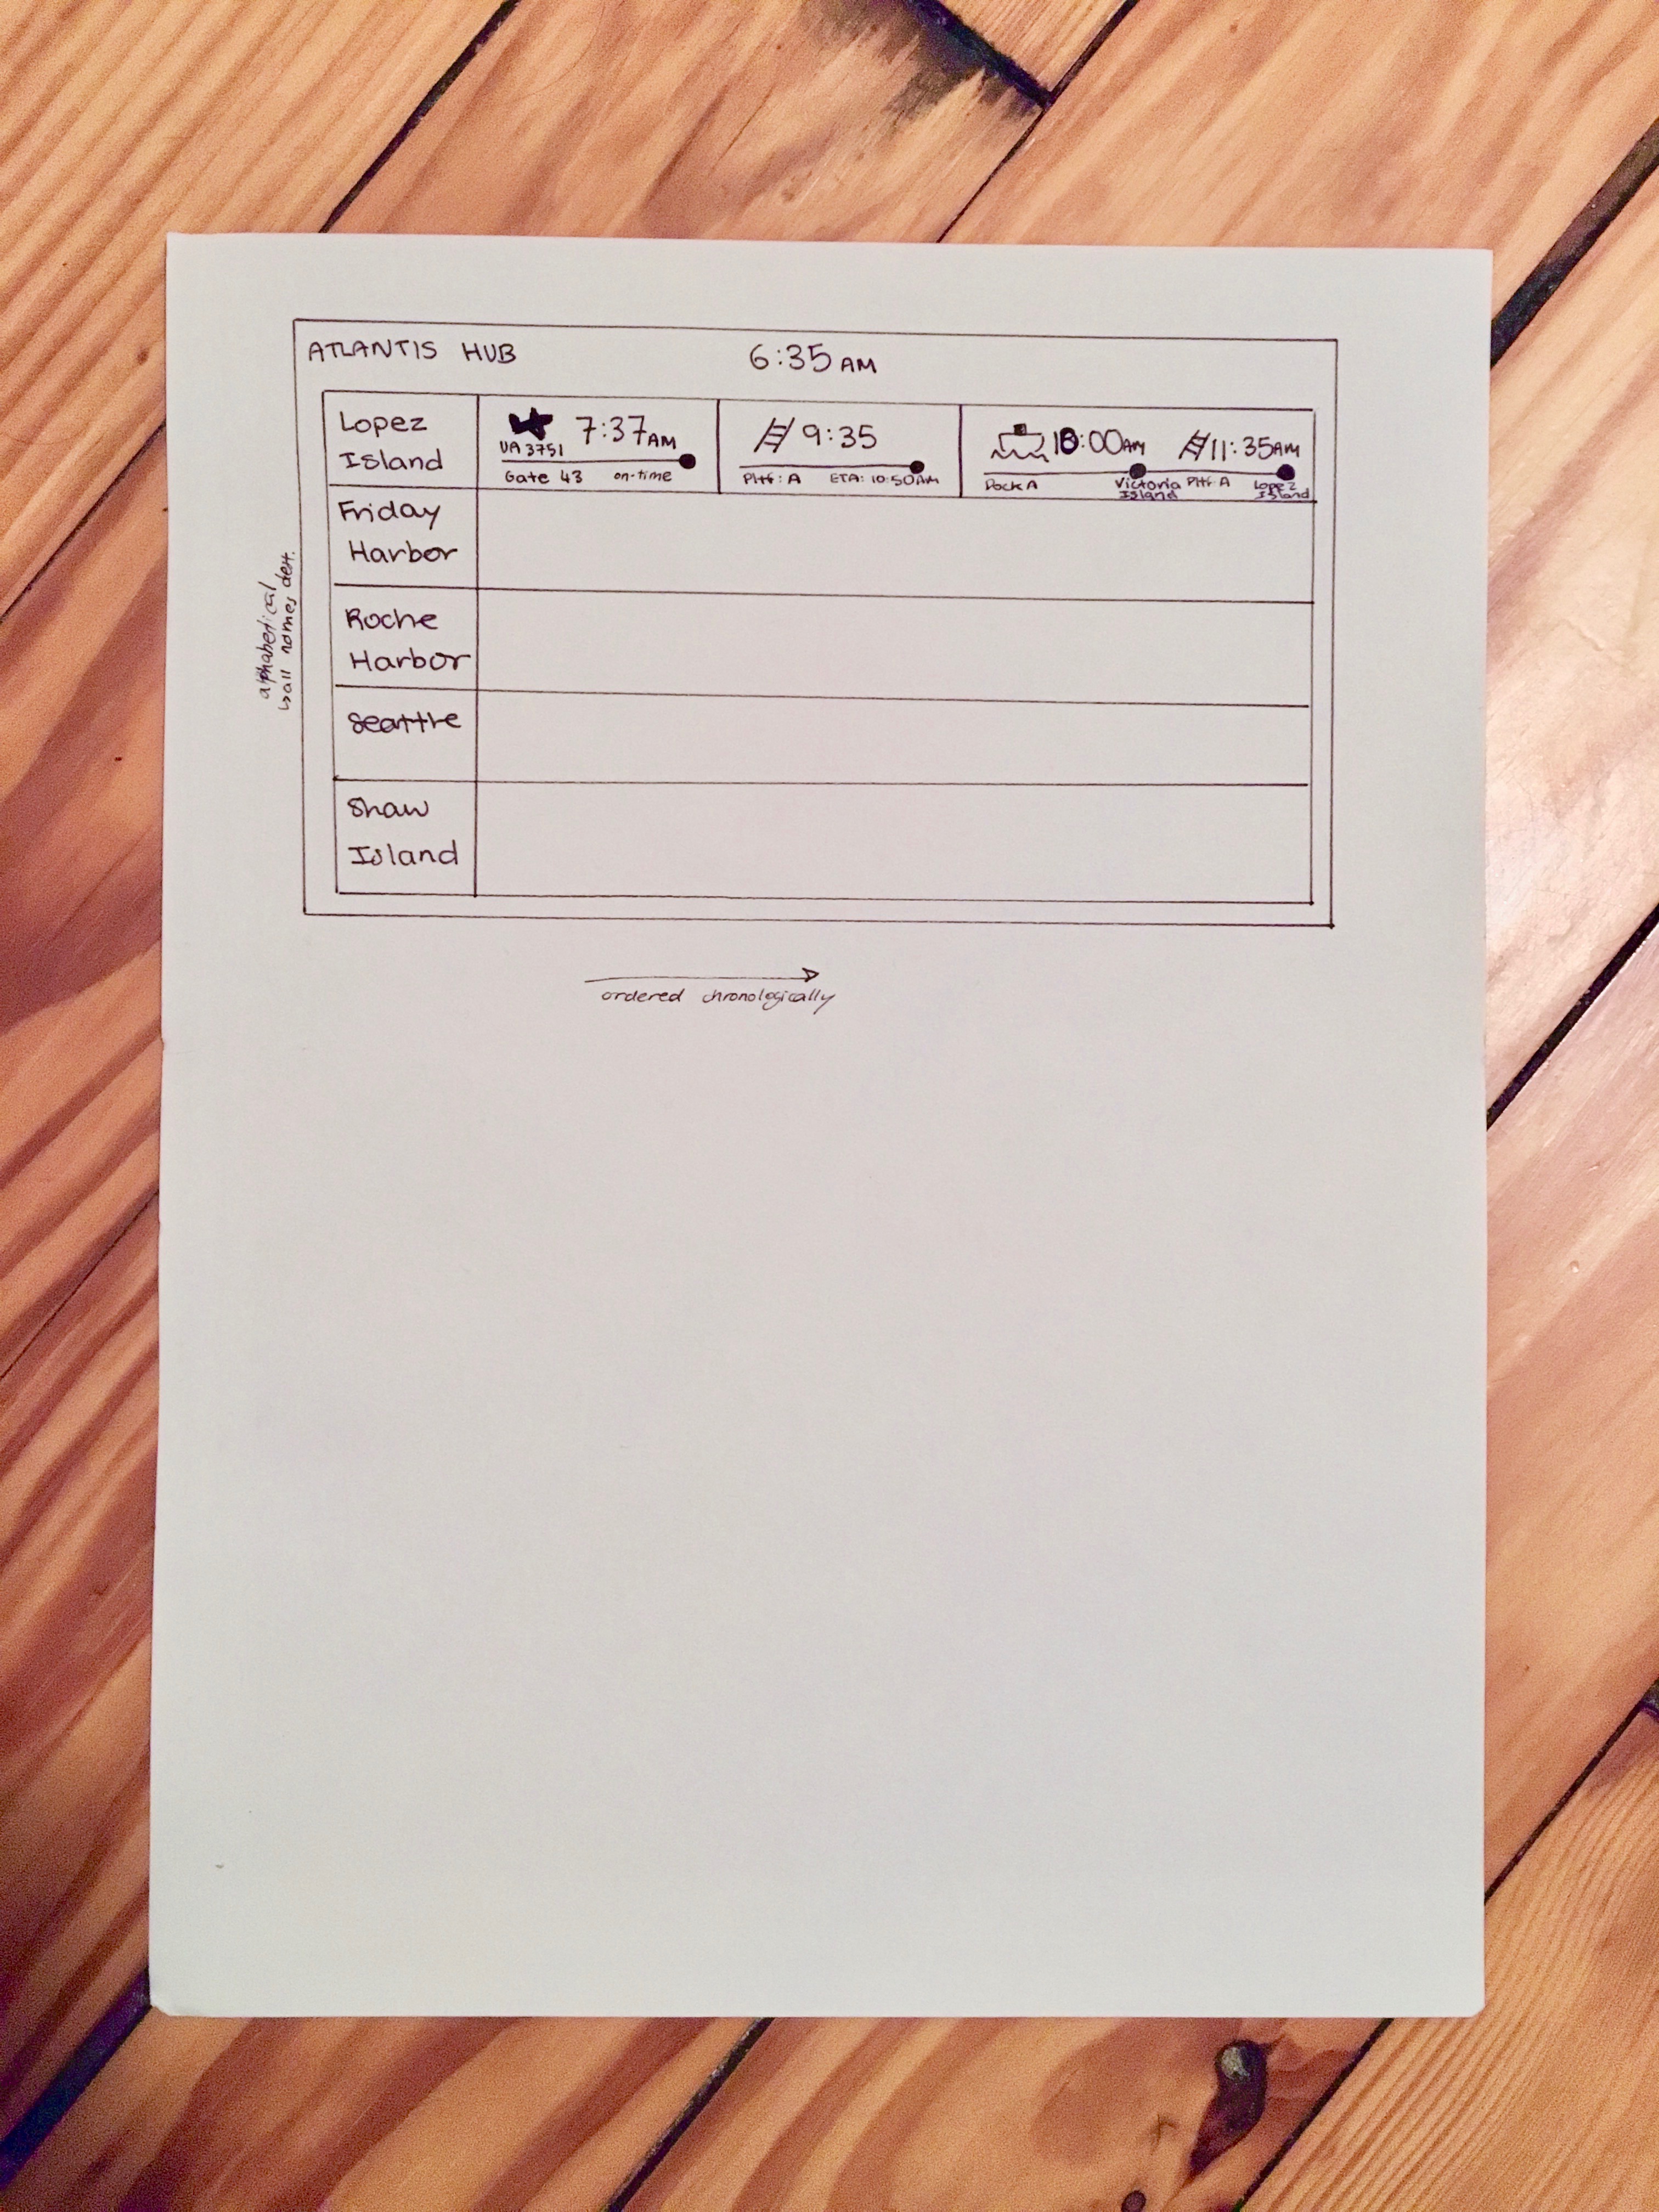 ATLANTIS HUB 6:35 AM
Lopez
Island
7:37 AM
UA 3751
Gate 43 on-time
9:35
Pltf: A ETA: 10:50AM
10:00AM 11:35AM
Dock A Victoria
Island Pltf A Lopez
Island
Friday
Harbor
Roche
Harbor
Seattle
Shaw
Island
alphabetical
all names dest.
ordered chronologically